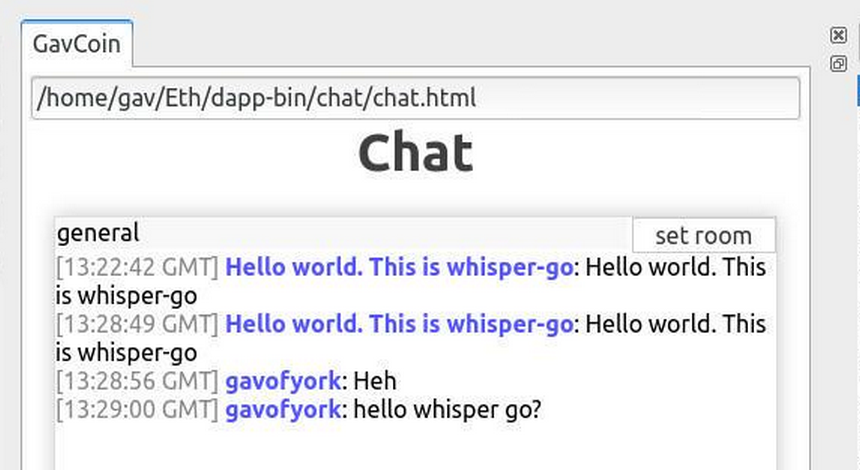 GavCoin
/home/gav/Eth/dapp-bin/chat/chat.html
Chat
general
set room
[13:22:42 GMT] Hello world. This is whisper-go: Hello world. This
is whisper-go
[13:28:49 GMT] Hello world. This is whisper-go: Hello world. This
is whisper-go
[13:28:56 GMT] gavofyork: Heh
[13:29:00 GMT] gavofyork: hello whisper go?